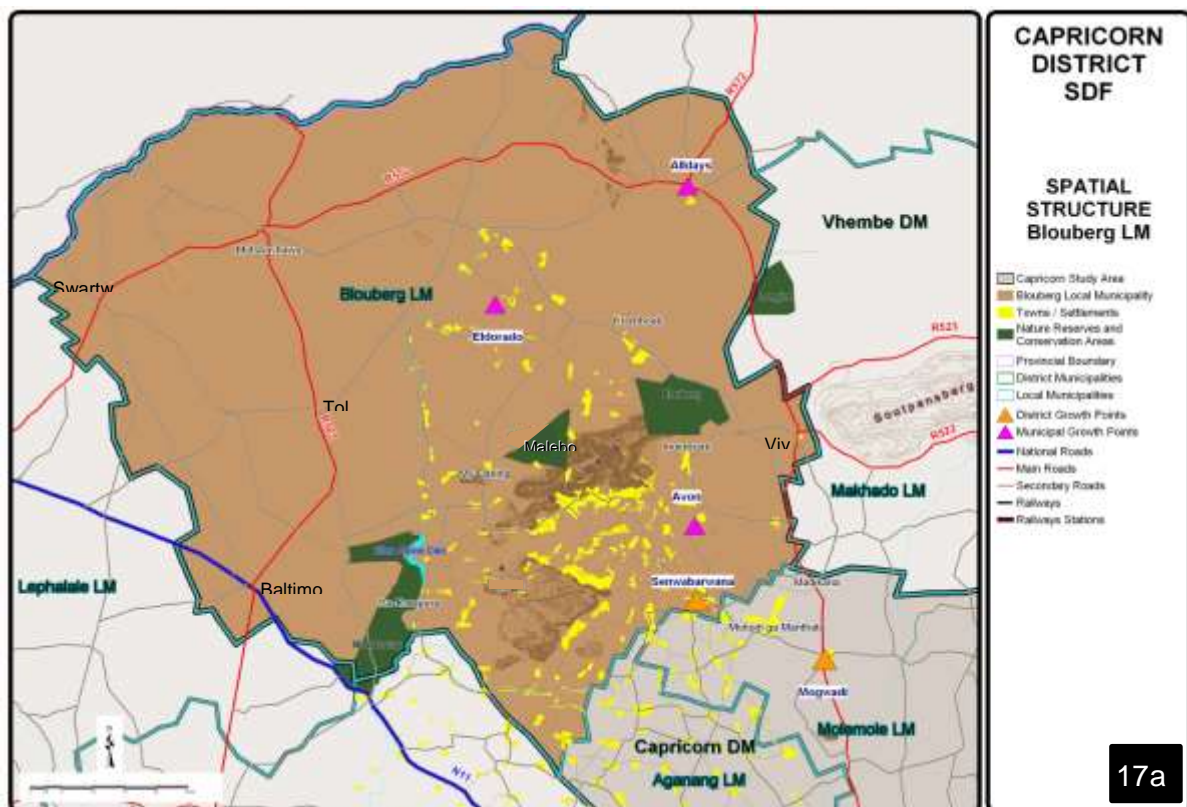 CAPRICORN
DISTRICT
SDF
SPATIAL
STRUCTURE
Blouberg LM
Capricorn Study Area
Blouberg Local Municipality
Towns / Settlements
Nature Reserves and
Conservation Areas
Provincial Boundary
District Municipalities
Local Municipalities
District Growth Points
Municipal Growth Points
National Roads
Main Roads
Secondary Roads
Railways
Railways Stations
17a
R572
Alldays
Vhembe DM
Swartw
Blouberg LM
Eldorado
R523
Soutpansberg
R522
Tol
Malebo
Viv
Makhado LM
Avon
Lephalale LM
Baltimo
Senwabarwana
Mogwadi
Molemole LM
Capricorn DM
Aganang LM
N11